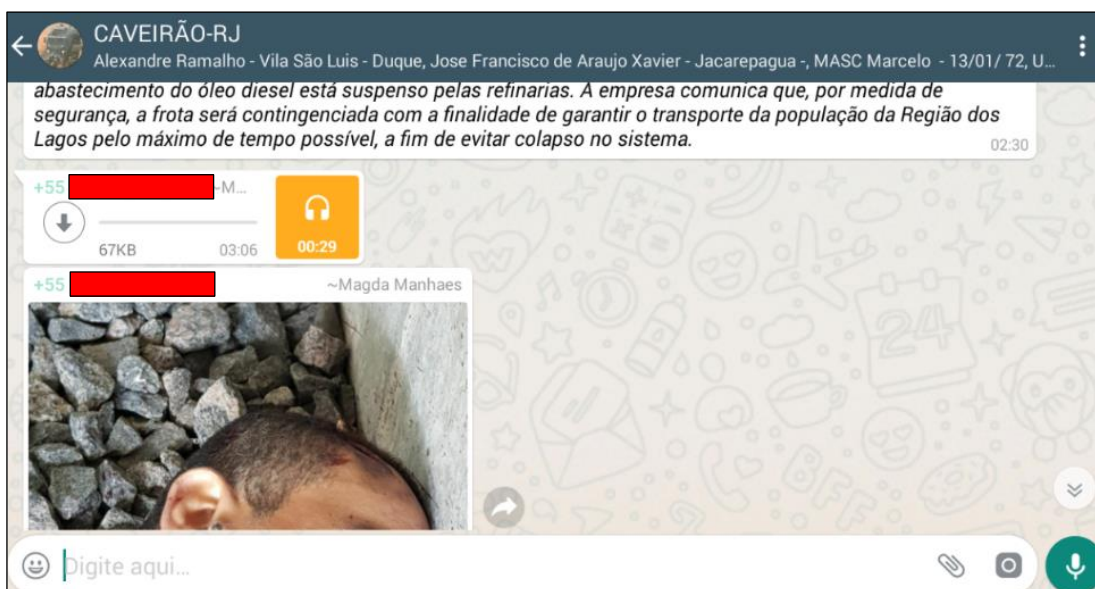 CAVEIRÃO-RJ
Alexandre Ramalho - Vila São Luis - Duque, Jose Francisco de Araujo Xavier - Jacarepagua -, MASC Marcelo - 13/01/ 72, U...
abastecimento do óleo diesel está suspenso pelas refinarias. A empresa comunica que, por medida de
segurança, a frota será contingenciada com a finalidade de garantir o transporte da população da Região dos
Lagos pelo máximo de tempo possível, a fim de evitar colapso no sistema.
02:30
+55 ~M...
67KB 03:06 00:29
+55 ~Magda Manhaes
Digite aqui...